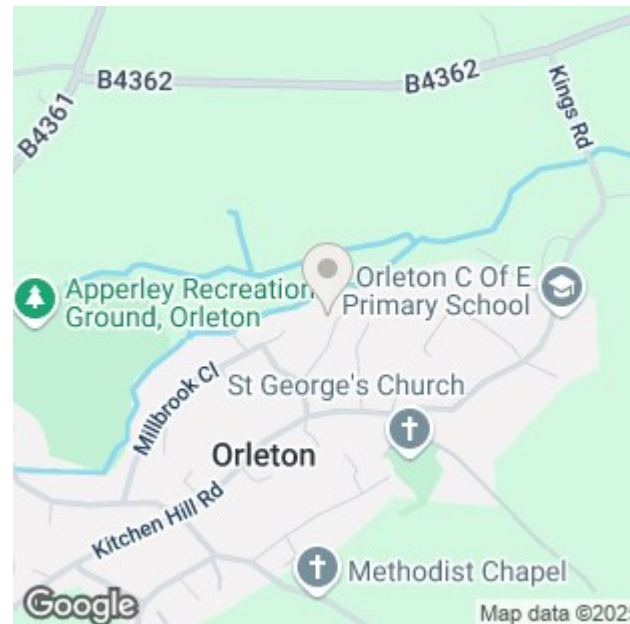 B4362
B4362
B4361
Kings Rd
Apperley Recreation
Ground, Orleton
Orleton C Of E
Primary School
Millbrook Cl
St George's Church
Orleton
Kitchen Hill Rd
Methodist Chapel
Google
Map data ©2025